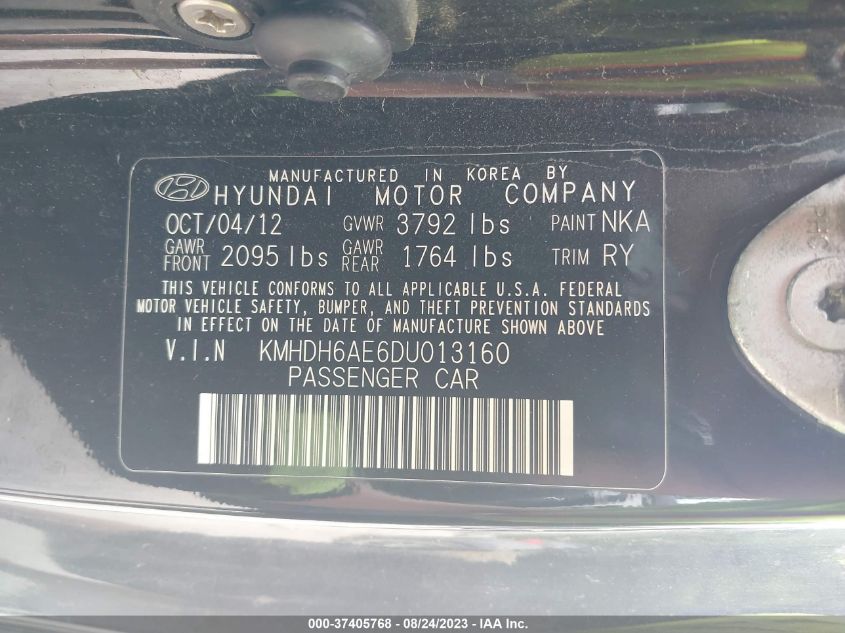 MANUFACTURED IN KOREA BY
HYUNDAI MOTOR COMPANY
OCT/04/12 GVWR 3792 lbs PAINT NKA
GAWR FRONT 2095 lbs GAWR REAR 1764 lbs TRIM RY
THIS VEHICLE CONFORMS TO ALL APPLICABLE U.S.A. FEDERAL
MOTOR VEHICLE SAFETY, BUMPER, AND THEFT PREVENTION STANDARDS
IN EFFECT ON THE DATE OF MANUFACTURE SHOWN ABOVE
V.I.N KMHDH6AE6DU013160
PASSENGER CAR
000-37405768 - 08/24/2023 - IAAI.COM.